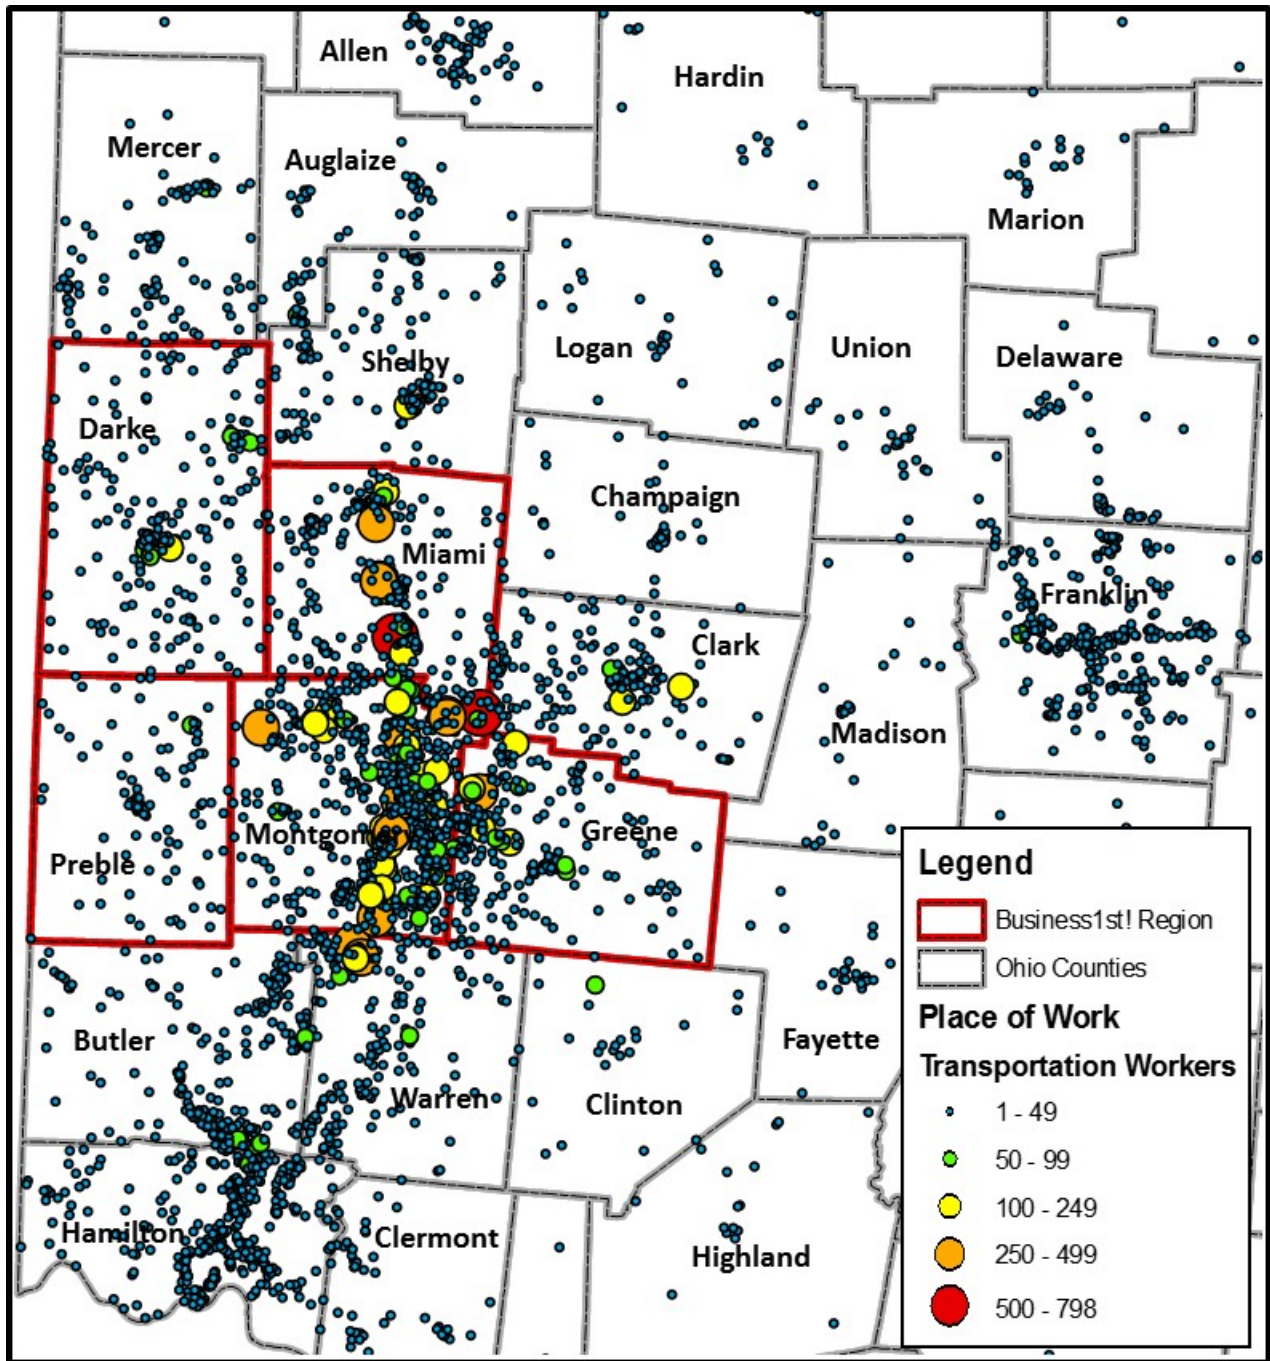 Allen
Hardin
Mercer
Auglaize
Marion
Logan
Union
Delaware
Shelby
Darke
Champaign
Miami
Franklin
Clark
Madison
Montgom
Greene
Preble
Butler
Fayette
Warren
Clinton
Hamilton
Clermont
Highland
Legend
Business1st! Region
Ohio Counties
Place of Work
Transportation Workers
1 - 49
50 - 99
100 - 249
250 - 499
500 - 798